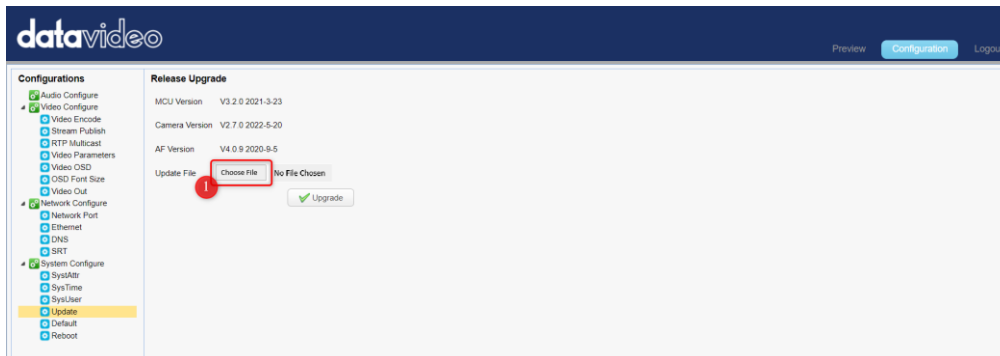 datavideo
Preview Configuration
Configurations
Audio Configure
Video Configure
Video Encode
Stream Publish
RTP Multicast
Video Parameters
Video OSD
OSD Font Size
Video Out
Network Configure
Network Port
Ethernet
DNS
SRT
System Configure
SystAttr
SysTime
SysUser
Update
Default
Reboot
Release Upgrade
MCU Version V3.2.0 2021-3-23
Camera Version V2.7.0 2022-5-20
AF Version V4.0.9 2020-9-5
Update File Choose File No File Chosen
1
Upgrade